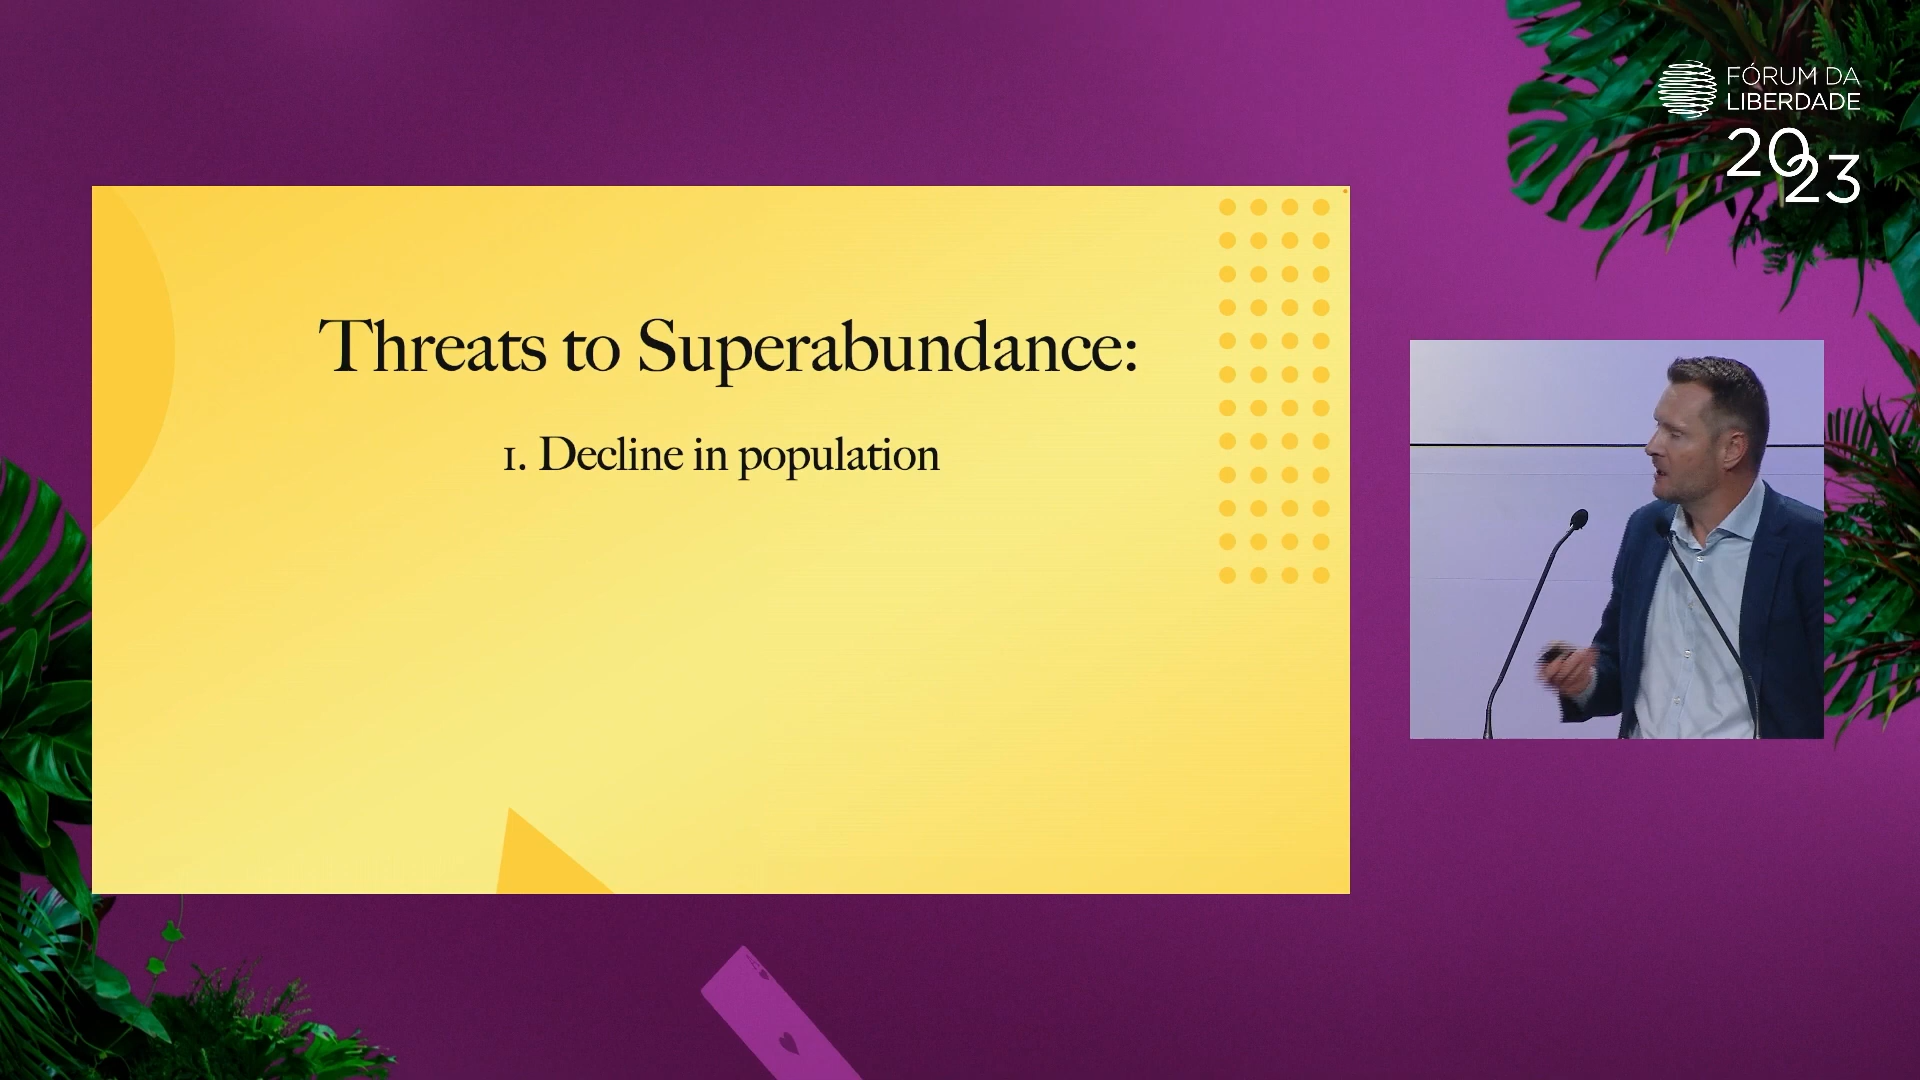 FÓRUM DA
LIBERDADE
2023
Threats to Superabundance:
1. Decline in population